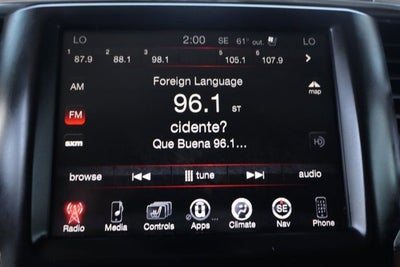 LO 2:00 SE 61° out. LO
1 87.9 2 88.1 3 98.1 4 5 105.1 6 107.9
AM Foreign Language map
FM 96.1 ST
sxm cidente? HD
Que Buena 96.1...
browse tune audio
Radio Media Controls Apps Climate SE Nav Phone